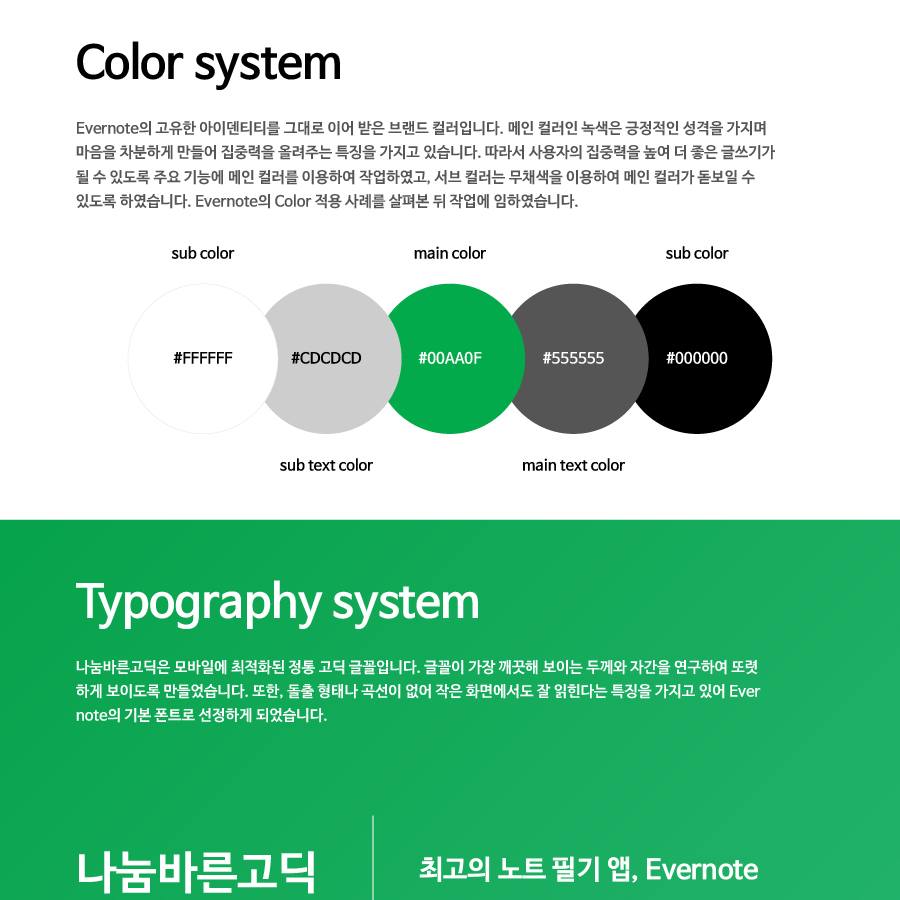 Color system
Evernote의 고유한 아이덴티티를 그대로 이어 받은 브랜드 컬러입니다. 메인 컬러인 녹색은 긍정적인 성격을 가지며
마음을 차분하게 만들어 집중력을 올려주는 특징을 가지고 있습니다. 따라서 사용자의 집중력을 높여 더 좋은 글쓰기가
될 수 있도록 주요 기능에 메인 컬러를 이용하여 작업하였고, 서브 컬러는 무채색을 이용하여 메인 컬러가 돋보일 수
있도록 하였습니다. Evernote의 Color 적용 사례를 살펴본 뒤 작업에 임하였습니다.
sub color main color sub color
#FFFFFF #CDCDCD #00AA0F #555555 #000000
sub text color main text color
Typography system
나눔바른고딕은 모바일에 최적화된 정통 고딕 글꼴입니다. 글꼴이 가장 깨끗해 보이는 두께와 자간을 연구하여 또렷
하게 보이도록 만들었습니다. 또한, 돌출 형태나 곡선이 없어 작은 화면에서도 잘 읽힌다는 특징을 가지고 있어 Ever
note의 기본 폰트로 선정하게 되었습니다.
나눔바른고딕 최고의 노트 필기 앱, Evernote